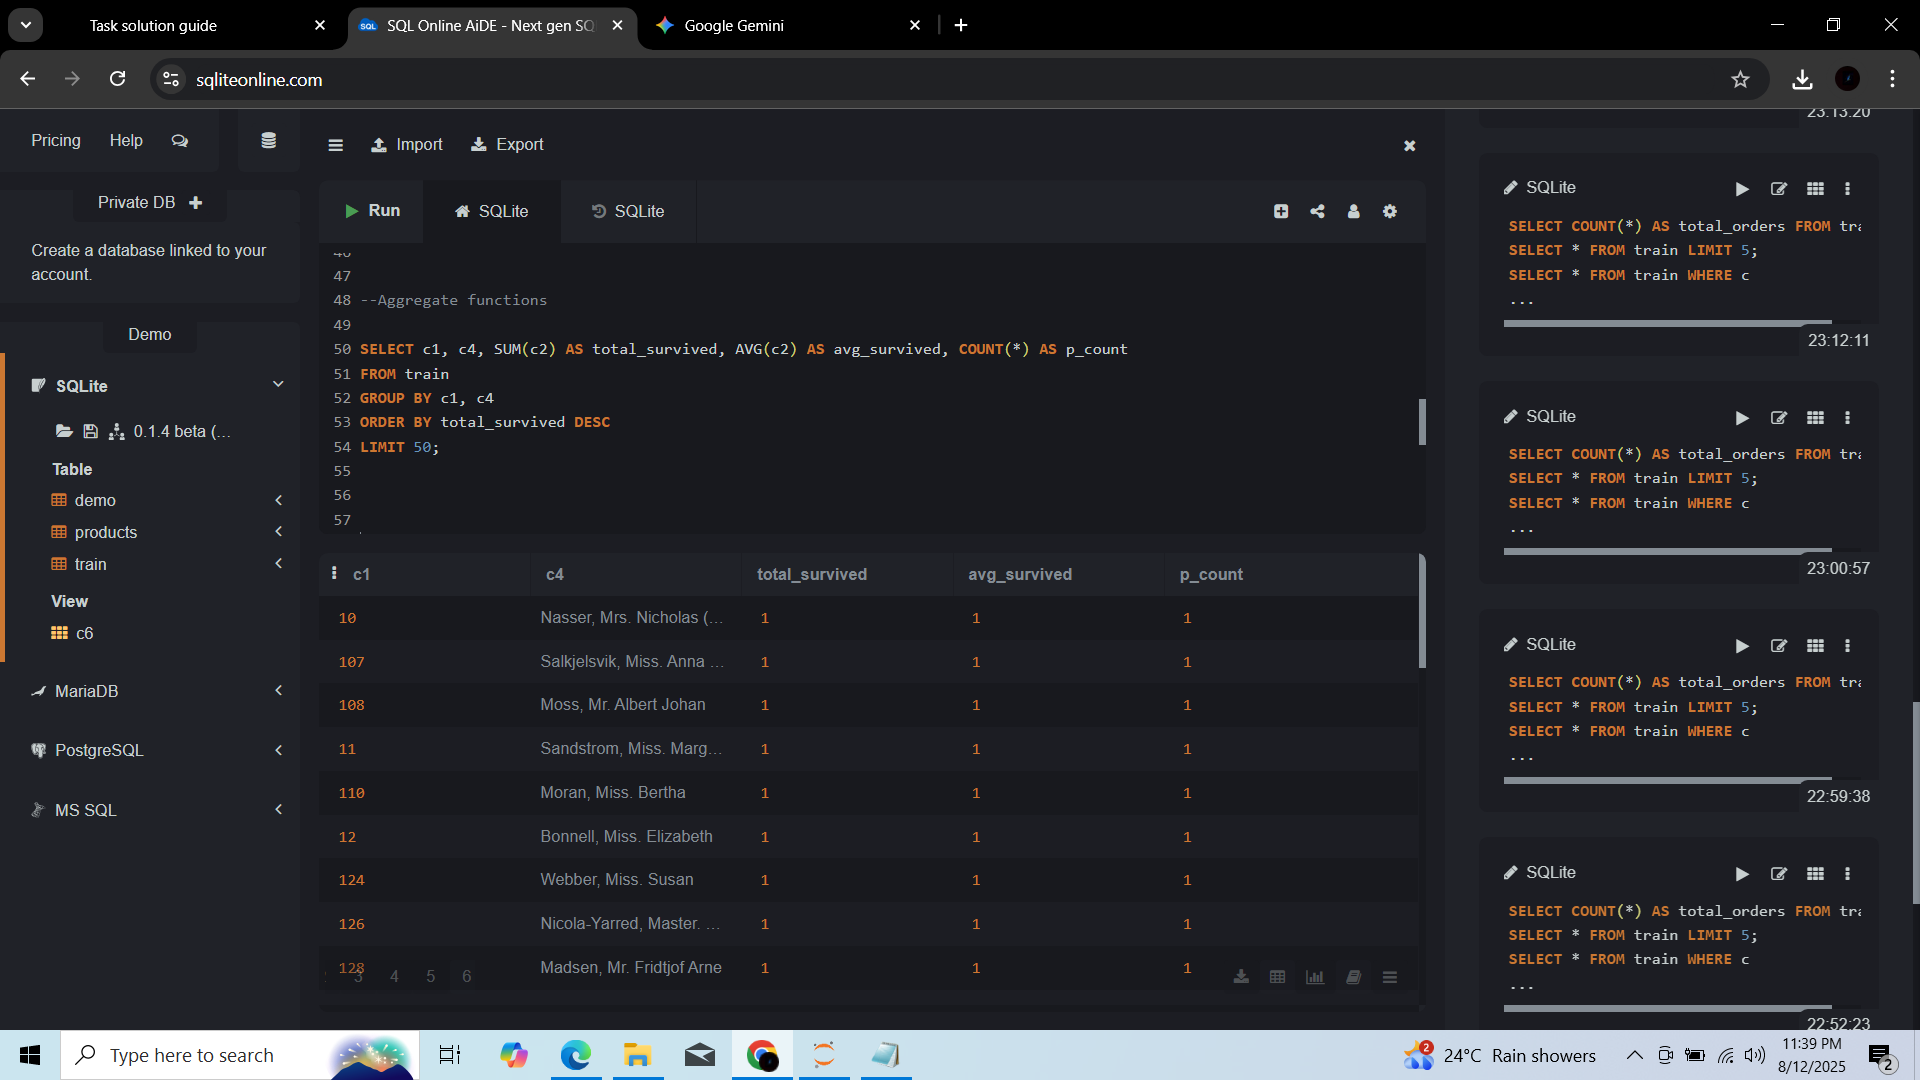 Task solution guide
SQL Online AiDE - Next gen SQ
Google Gemini
sqliteonline.com
Pricing
Help
Private DB
Create a database linked to your
account.
Demo
SQLite
0.1.4 beta (...
Table
demo
products
train
View
c6
MariaDB
PostgreSQL
MS SQL
Import
Export
Run
SQLite
SQLite
46
47
48 --Aggregate functions
49
50 SELECT c1, c4, SUM(c2) AS total_survived, AVG(c2) AS avg_survived, COUNT(*) AS p_count
51 FROM train
52 GROUP BY c1, c4
53 ORDER BY total_survived DESC
54 LIMIT 50;
55
56
57
c1 c4 total_survived avg_survived p_count
10 Nasser, Mrs. Nicholas (... 1 1 1
107 Salkjelsvik, Miss. Anna ... 1 1 1
108 Moss, Mr. Albert Johan 1 1 1
11 Sandstrom, Miss. Marg... 1 1 1
110 Moran, Miss. Bertha 1 1 1
12 Bonnell, Miss. Elizabeth 1 1 1
124 Webber, Miss. Susan 1 1 1
126 Nicola-Yarred, Master. ... 1 1 1
128 Madsen, Mr. Fridtjof Arne 1 1 1
3 4 5 6
23:13:20
SQLite
SELECT COUNT(*) AS total_orders FROM tra
SELECT * FROM train LIMIT 5;
SELECT * FROM train WHERE c
...
23:12:11
SQLite
SELECT COUNT(*) AS total_orders FROM tra
SELECT * FROM train LIMIT 5;
SELECT * FROM train WHERE c
...
23:00:57
SQLite
SELECT COUNT(*) AS total_orders FROM tra
SELECT * FROM train LIMIT 5;
SELECT * FROM train WHERE c
...
22:59:38
SQLite
SELECT COUNT(*) AS total_orders FROM tra
SELECT * FROM train LIMIT 5;
SELECT * FROM train WHERE c
...
22:52:23
Type here to search
2
24°C Rain showers
11:39 PM
8/12/2025
2